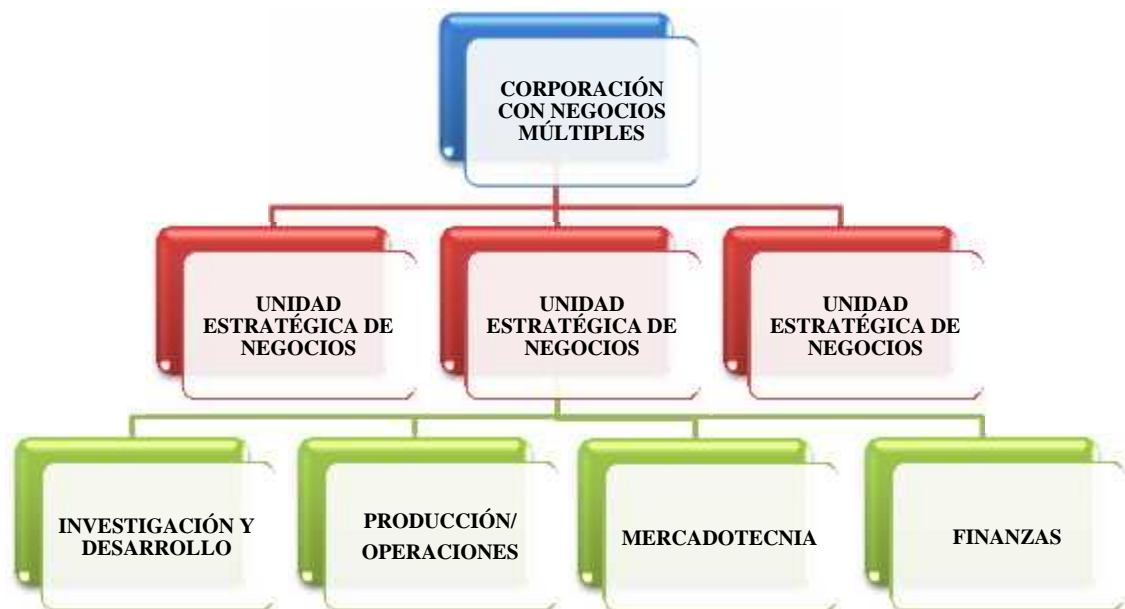 CORPORACIÓN
CON NEGOCIOS
MÚLTIPLES
UNIDAD
ESTRATÉGICA DE
NEGOCIOS
UNIDAD
ESTRATÉGICA DE
NEGOCIOS
UNIDAD
ESTRATÉGICA DE
NEGOCIOS
INVESTIGACIÓN Y
DESARROLLO
PRODUCCIÓN/
OPERACIONES
MERCADOTECNIA
FINANZAS